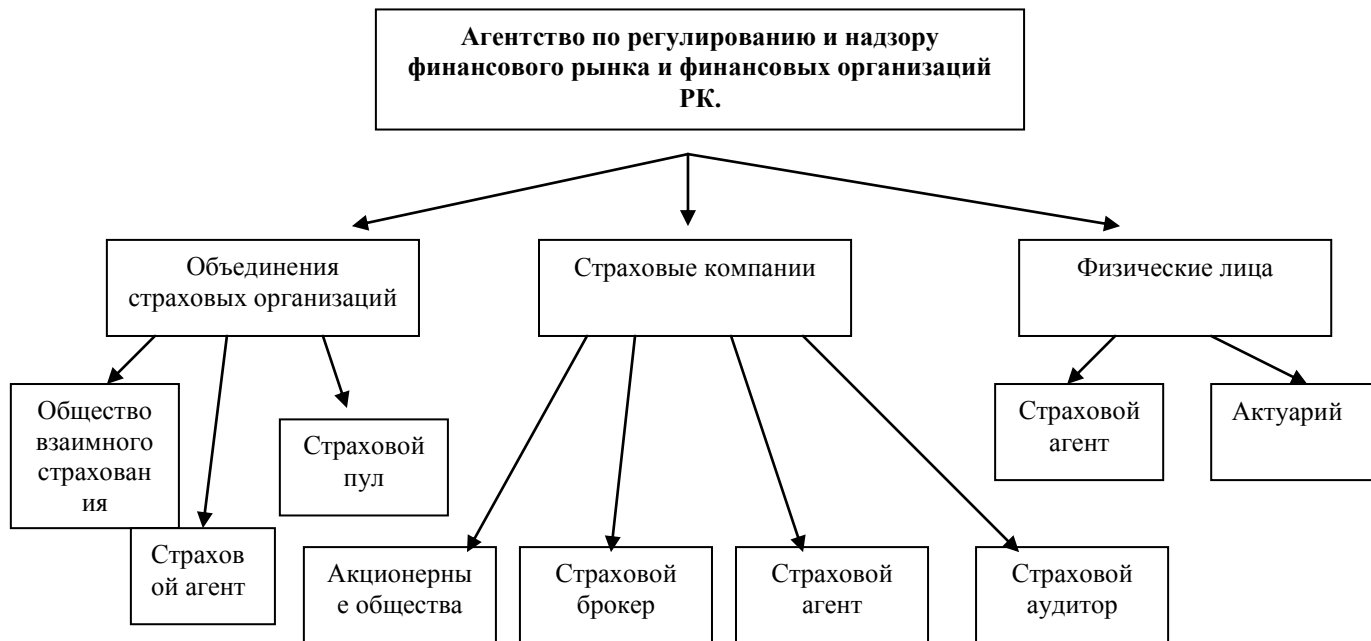 Агентство по регулированию и надзору
финансового рынка и финансовых организаций
РК.
Объединения
страховых организаций
Страховые компании
Физические лица
Общество
взаимного
страхован
ия
Страховой
пул
Страхов
ой агент
Акционерны
е общества
Страховой
брокер
Страховой
агент
Страховой
аудитор
Страховой
агент
Актуарий